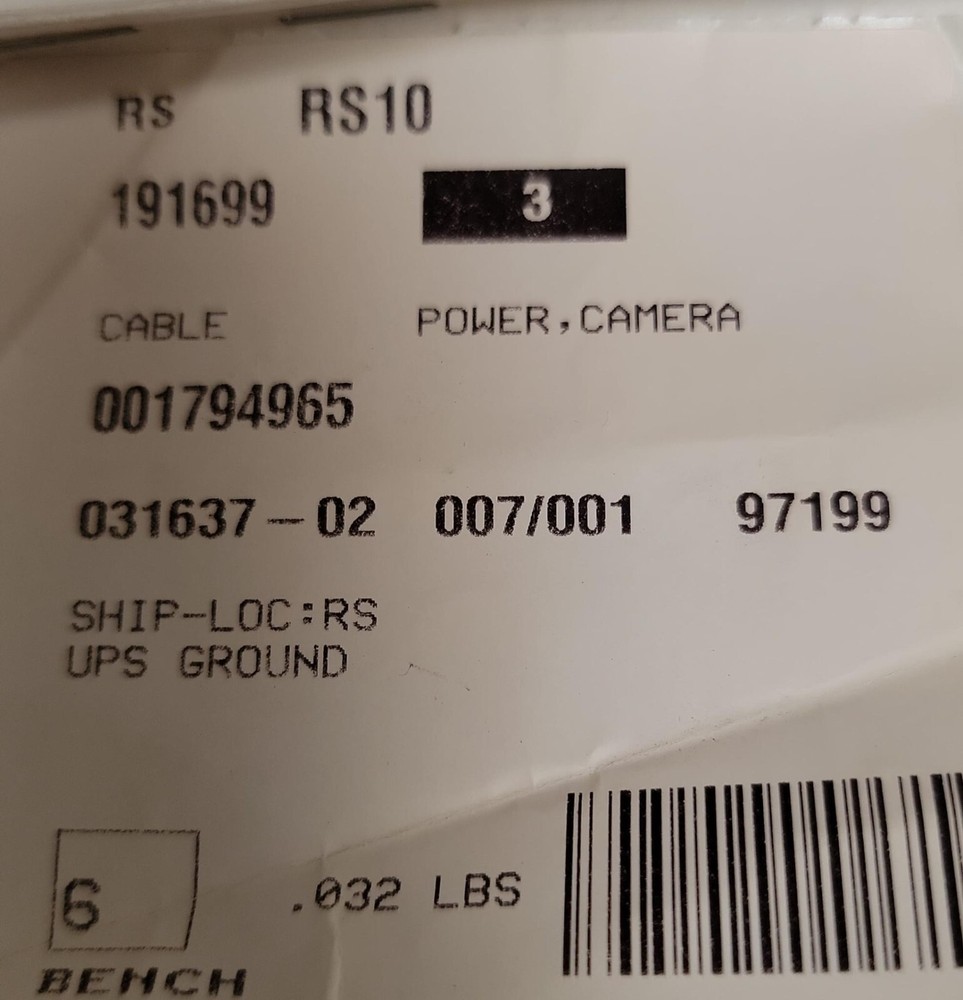 RS RS10
191699 3
CABLE POWER,CAMERA
001794965
031637-02 007/001 97199
SHIP-LOC:RS
UPS GROUND
6 .032 LBS
BENCH